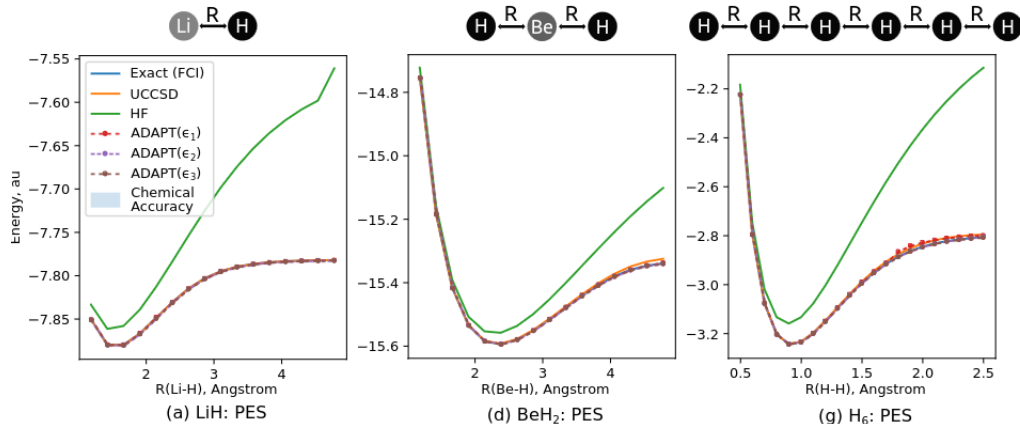 Li R H
H R Be R H
H R H R H R H R H R H
−7.55
−7.60
−7.65
−7.70
−7.75
−7.80
−7.85
Energy, au
Exact (FCI)
UCCSD
HF
ADAPT(ϵ₁)
ADAPT(ϵ₂)
ADAPT(ϵ₃)
Chemical
Accuracy
2 3 4
R(Li-H), Angstrom
(a) LiH: PES
−14.8
−15.0
−15.2
−15.4
−15.6
2 3 4
R(Be-H), Angstrom
(d) BeH₂: PES
−2.2
−2.4
−2.6
−2.8
−3.0
−3.2
0.5 1.0 1.5 2.0 2.5
R(H-H), Angstrom
(g) H₆: PES